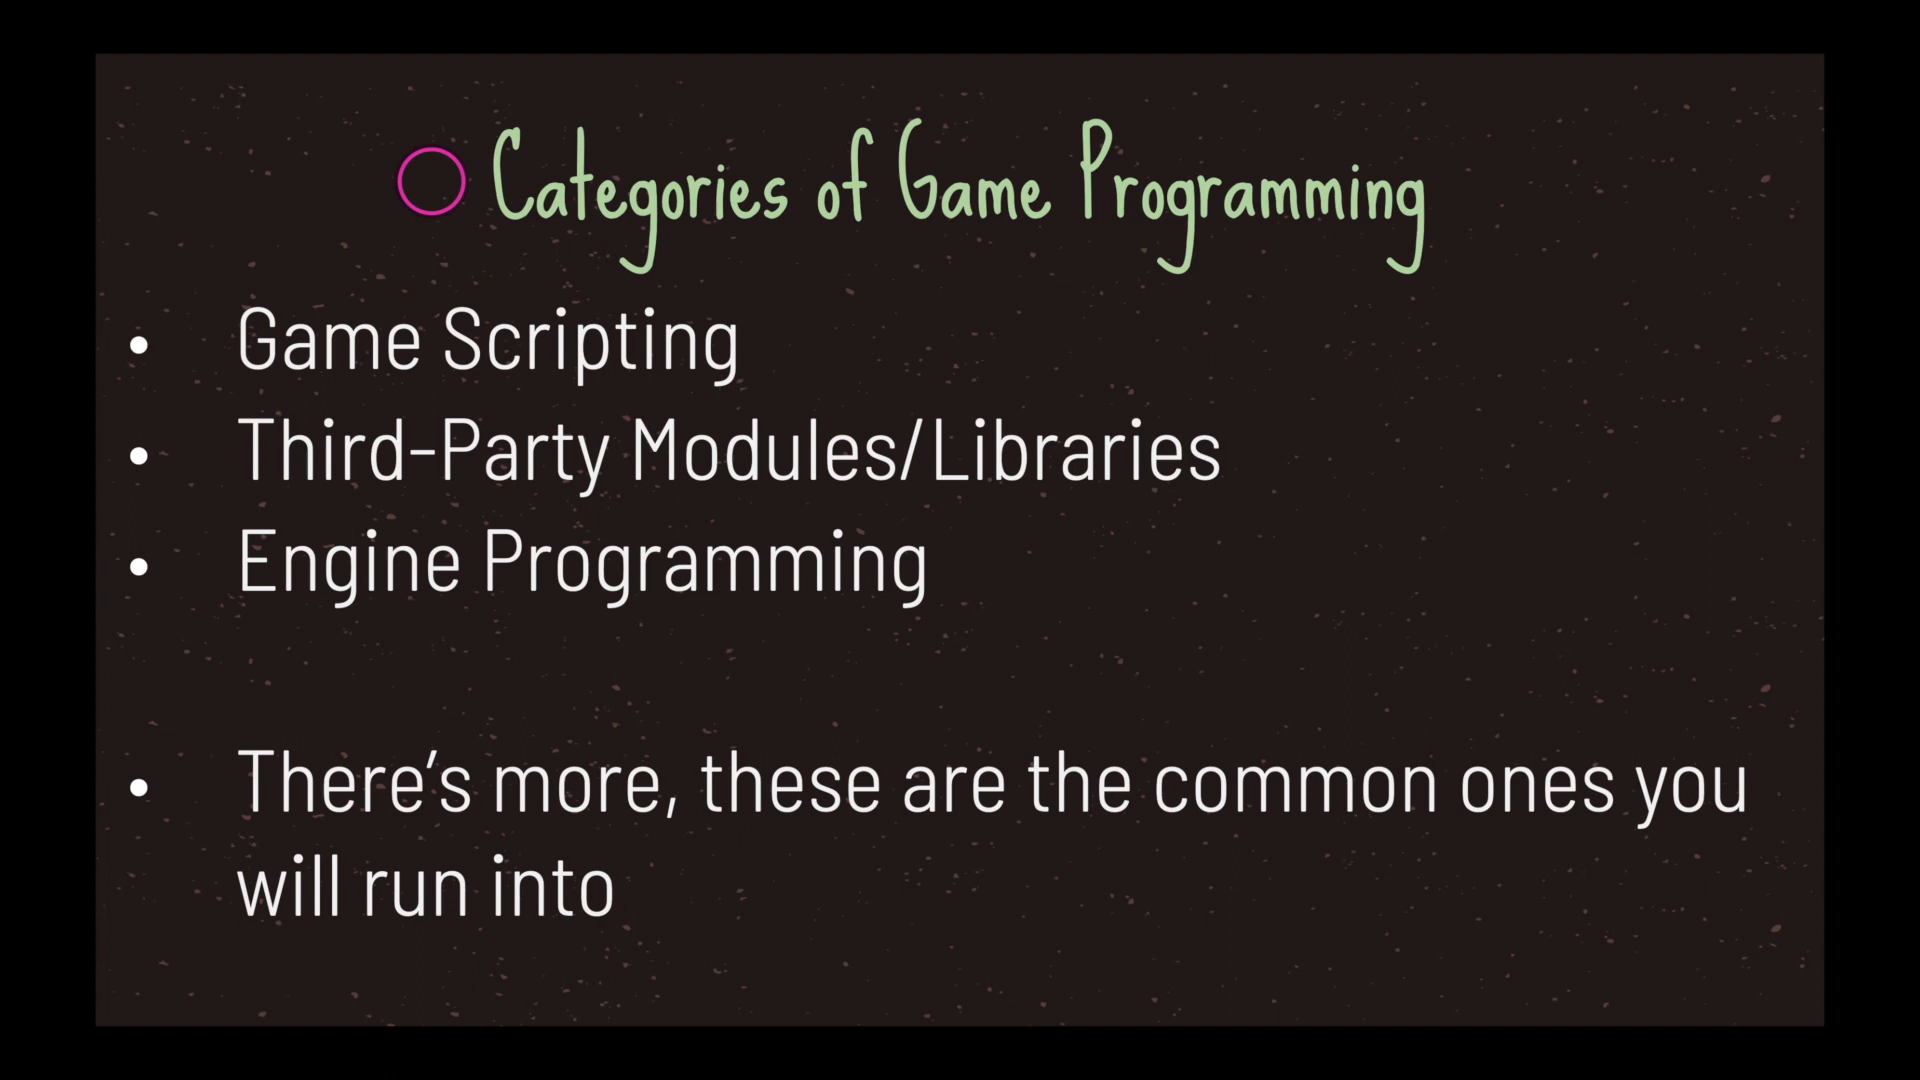 Categories of Game Programming
• Game Scripting
• Third-Party Modules/Libraries
• Engine Programming
• There’s more, these are the common ones you
will run into